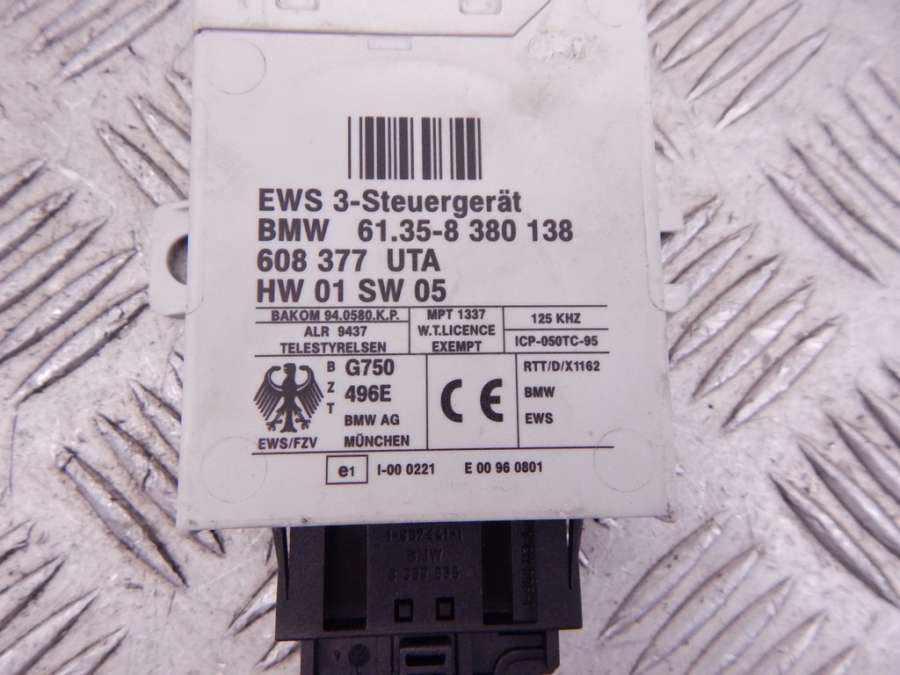 EWS 3-Steuergerät
BMW 61.35-8 380 138
608 377 UTA
HW 01 SW 05
BAKOM 94.0580.K.P.
ALR 9437
TELESTYRELSEN
MPT 1337
W.T.LICENCE
EXEMPT
125 KHZ
ICP-050TC-95
B Z T
G750
496E
BMW AG
MÜNCHEN
EWS/FZV
CE
RTT/D/X1162
BMW
EWS
e1 I-00 0221 E 00 96 0801
BMW